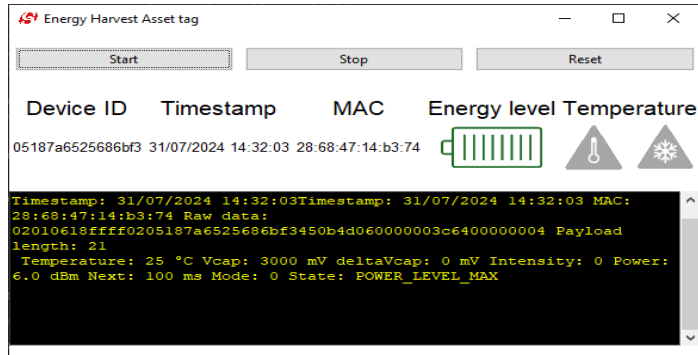 Energy Harvest Asset tag
Start Stop Reset
Device ID Timestamp MAC Energy level Temperature
05187a6525686bf3 31/07/2024 14:32:03 28:68:47:14:b3:74
Timestamp: 31/07/2024 14:32:03Timestamp: 31/07/2024 14:32:03 MAC:
28:68:47:14:b3:74 Raw data:
02010618ffff0205187a6525686bf3450b4d060000003c6400000004 Payload
length: 21
Temperature: 25 °C Vcap: 3000 mV deltaVcap: 0 mV Intensity: 0 Power:
6.0 dBm Next: 100 ms Mode: 0 State: POWER_LEVEL_MAX